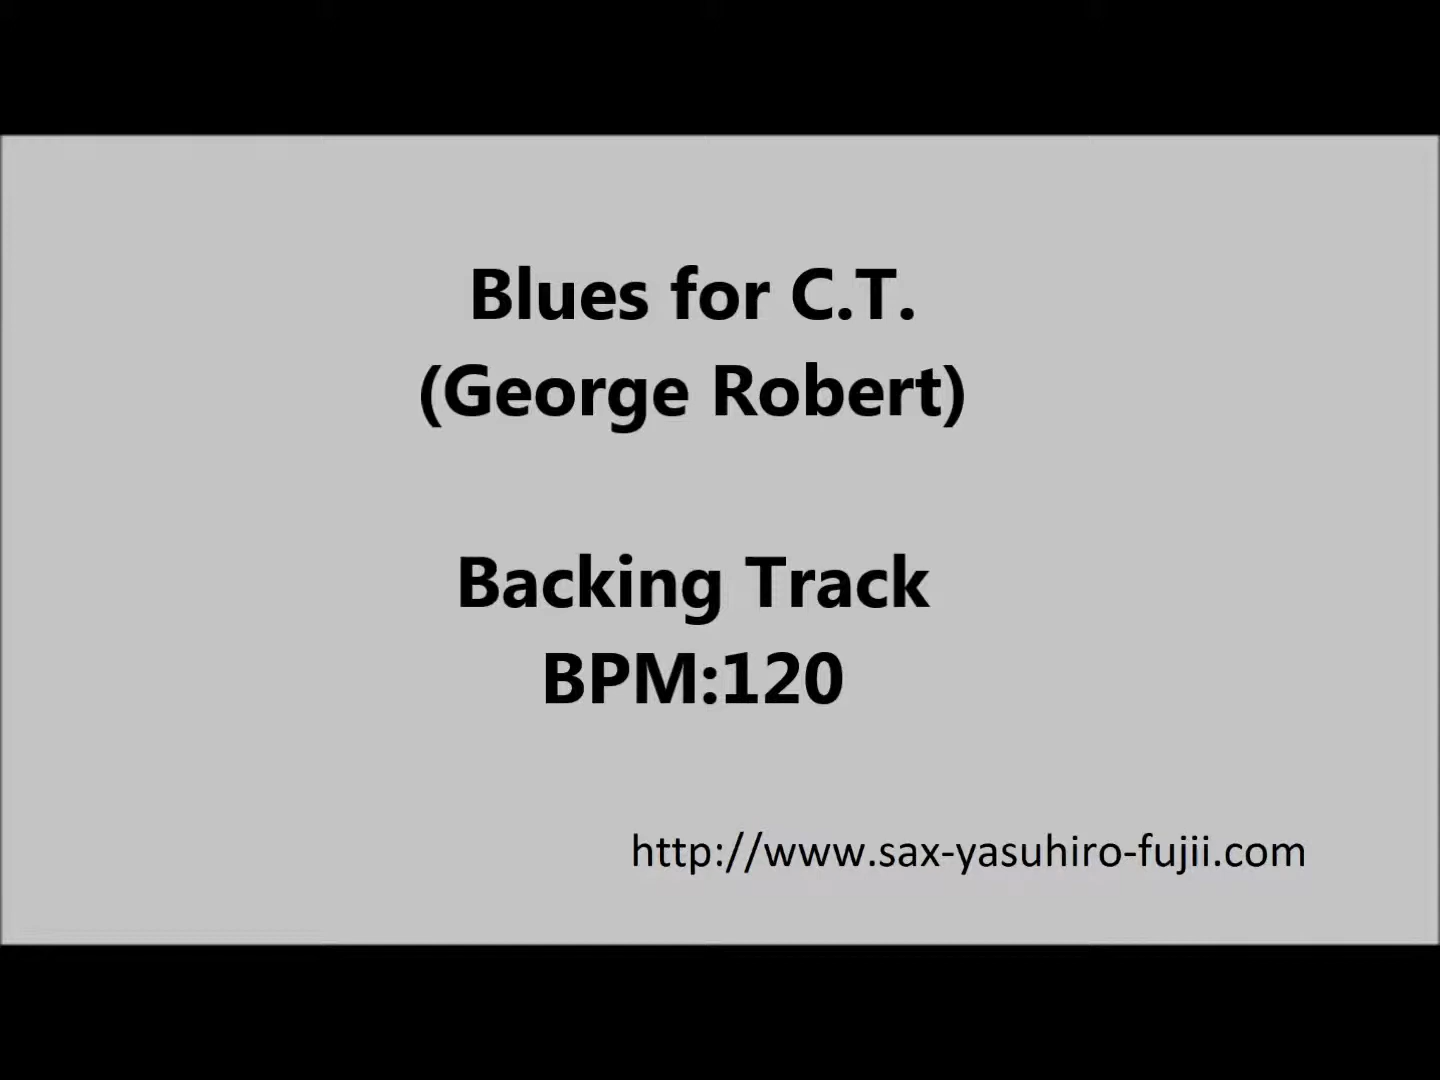 Blues for C.T.
(George Robert)
Backing Track
BPM:120
http://www.sax-yasuhiro-fujii.com